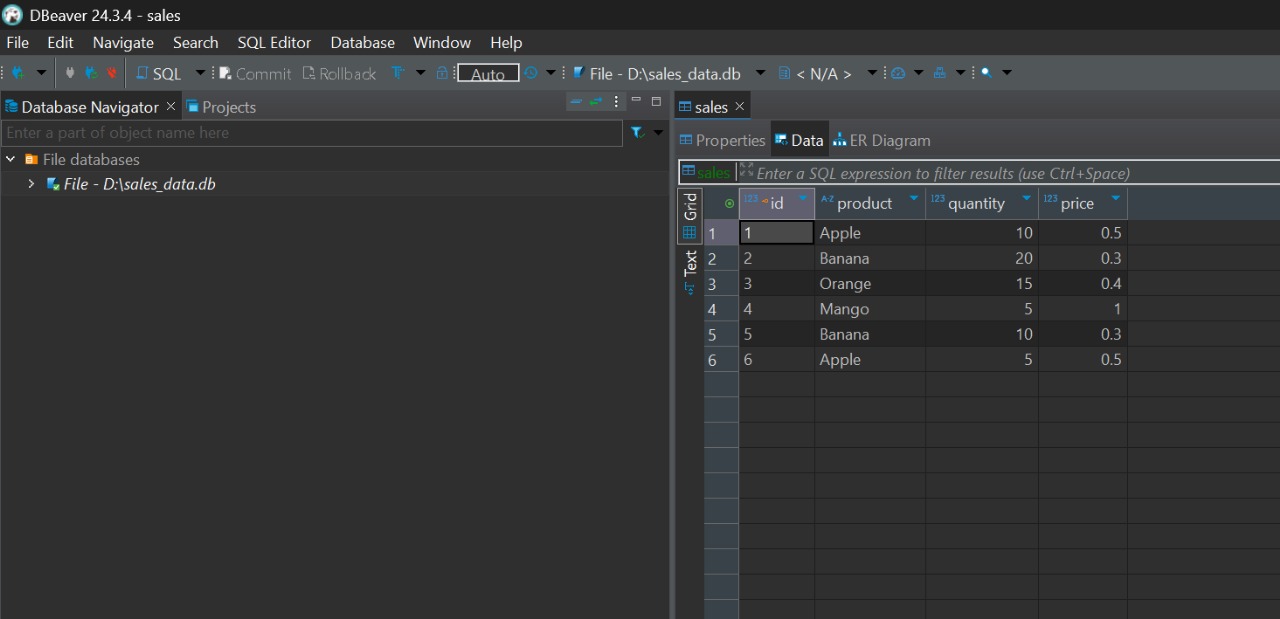 DBeaver 24.3.4 - sales
File Edit Navigate Search SQL Editor Database Window Help
SQL Commit Rollback Auto File - D:\sales_data.db < N/A >
Database Navigator Projects
Enter a part of object name here
File databases
File - D:\sales_data.db
sales
Properties Data ER Diagram
sales Enter a SQL expression to filter results (use Ctrl+Space)
Grid
Text
123 id A-Z product 123 quantity 123 price
1 1 Apple 10 0.5
2 2 Banana 20 0.3
3 3 Orange 15 0.4
4 4 Mango 5 1
5 5 Banana 10 0.3
6 6 Apple 5 0.5